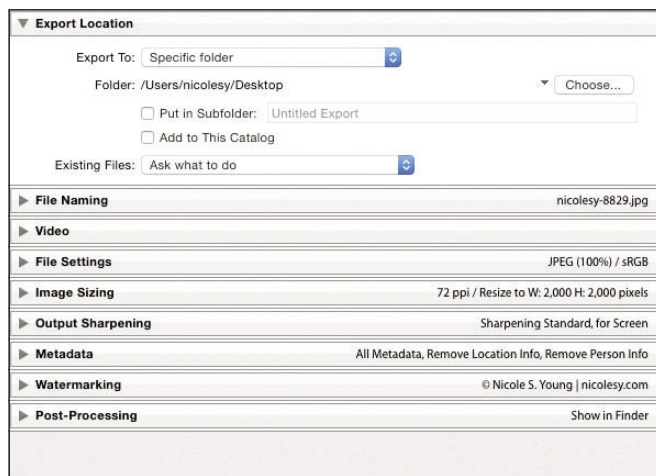 Export Location
Export To: Specific folder
Folder: /Users/nicolesy/Desktop Choose...
Put in Subfolder: Untitled Export
Add to This Catalog
Existing Files: Ask what to do
File Naming nicolesy-8829.jpg
Video
File Settings JPEG (100%) / sRGB
Image Sizing 72 ppi / Resize to W: 2,000 H: 2,000 pixels
Output Sharpening Sharpening Standard, for Screen
Metadata All Metadata, Remove Location Info, Remove Person Info
Watermarking © Nicole S. Young | nicolesy.com
Post-Processing Show in Finder